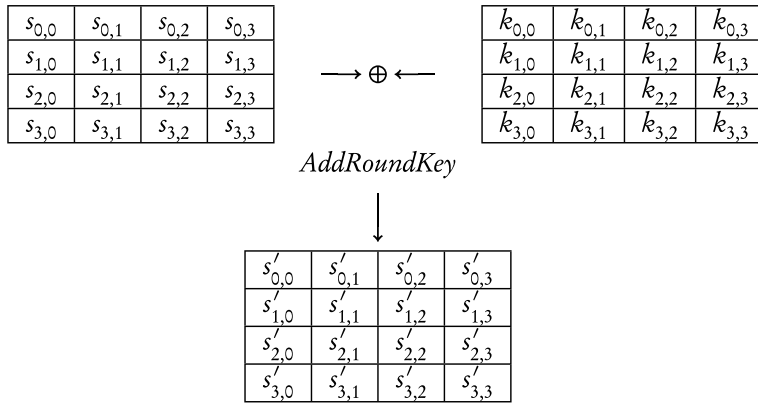 s0,0 s0,1 s0,2 s0,3 k0,0 k0,1 k0,2 k0,3
s1,0 s1,1 s1,2 s1,3 k1,0 k1,1 k1,2 k1,3
s2,0 s2,1 s2,2 s2,3 k2,0 k2,1 k2,2 k2,3
s3,0 s3,1 s3,2 s3,3 k3,0 k3,1 k3,2 k3,3
⊕
AddRoundKey
s′0,0 s′0,1 s′0,2 s′0,3
s′1,0 s′1,1 s′1,2 s′1,3
s′2,0 s′2,1 s′2,2 s′2,3
s′3,0 s′3,1 s′3,2 s′3,3